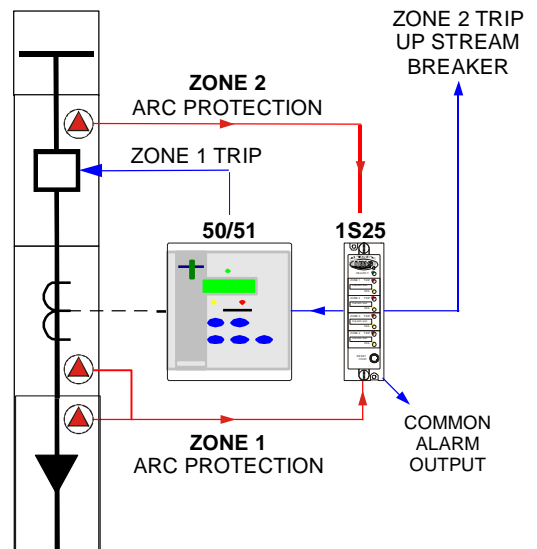 ZONE 2 TRIP
UP STREAM
BREAKER
ZONE 2
ARC PROTECTION
ZONE 1 TRIP
50/51
1S25
ZONE 1
ARC PROTECTION
COMMON
ALARM
OUTPUT